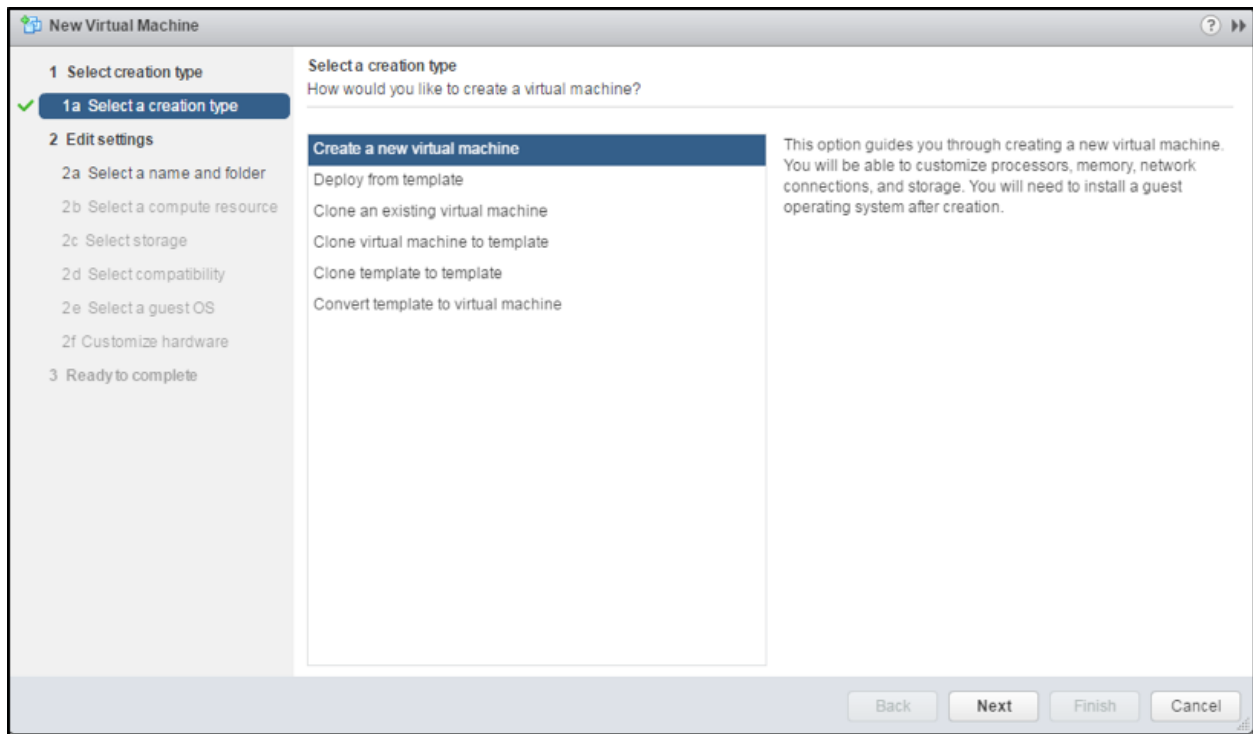 New Virtual Machine
?
1 Select creation type
1a Select a creation type
2 Edit settings
2a Select a name and folder
2b Select a compute resource
2c Select storage
2d Select compatibility
2e Select a guest OS
2f Customize hardware
3 Ready to complete
Select a creation type
How would you like to create a virtual machine?
Create a new virtual machine
Deploy from template
Clone an existing virtual machine
Clone virtual machine to template
Clone template to template
Convert template to virtual machine
This option guides you through creating a new virtual machine.
You will be able to customize processors, memory, network
connections, and storage. You will need to install a guest
operating system after creation.
Back
Next
Finish
Cancel